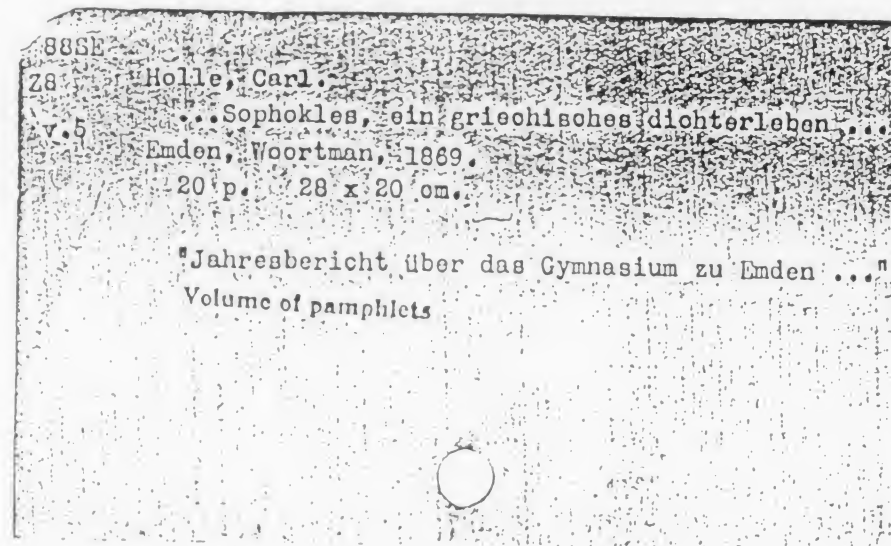 88SE
Z8 Holle, Carl.
v.5 ...Sophokles, ein griechisches dichterleben ...
Emden, Woortman, 1869.
20 p. 28 x 20 cm.
"Jahresbericht über das Gymnasium zu Emden ..."
Volume of pamphlets